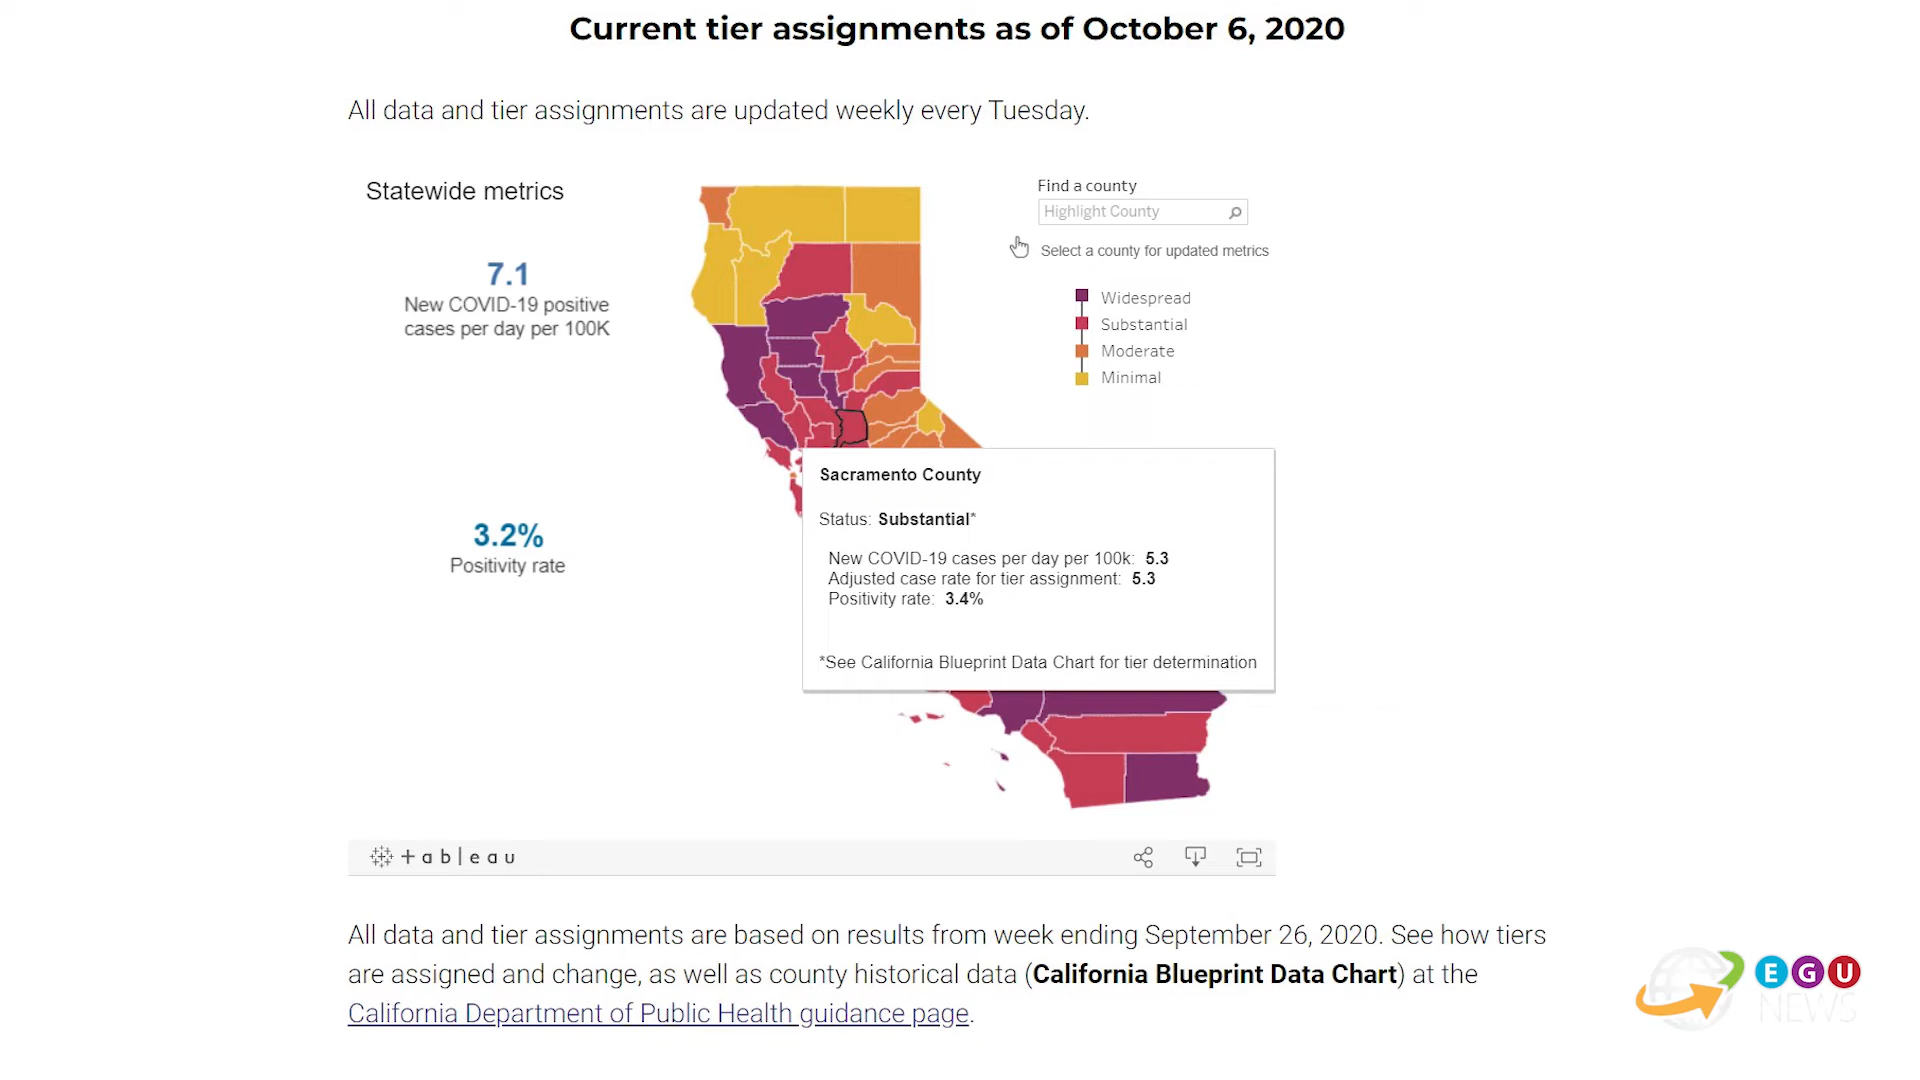 Current tier assignments as of October 6, 2020
All data and tier assignments are updated weekly every Tuesday.
Statewide metrics
7.1
New COVID-19 positive
cases per day per 100K
3.2%
Positivity rate
Find a county
Highlight County
Select a county for updated metrics
Widespread
Substantial
Moderate
Minimal
Sacramento County
Status: Substantial*
New COVID-19 cases per day per 100k: 5.3
Adjusted case rate for tier assignment: 5.3
Positivity rate: 3.4%
*See California Blueprint Data Chart for tier determination
+ableau
All data and tier assignments are based on results from week ending September 26, 2020. See how tiers
are assigned and change, as well as county historical data (California Blueprint Data Chart) at the
California Department of Public Health guidance page.
EGU
NEWS